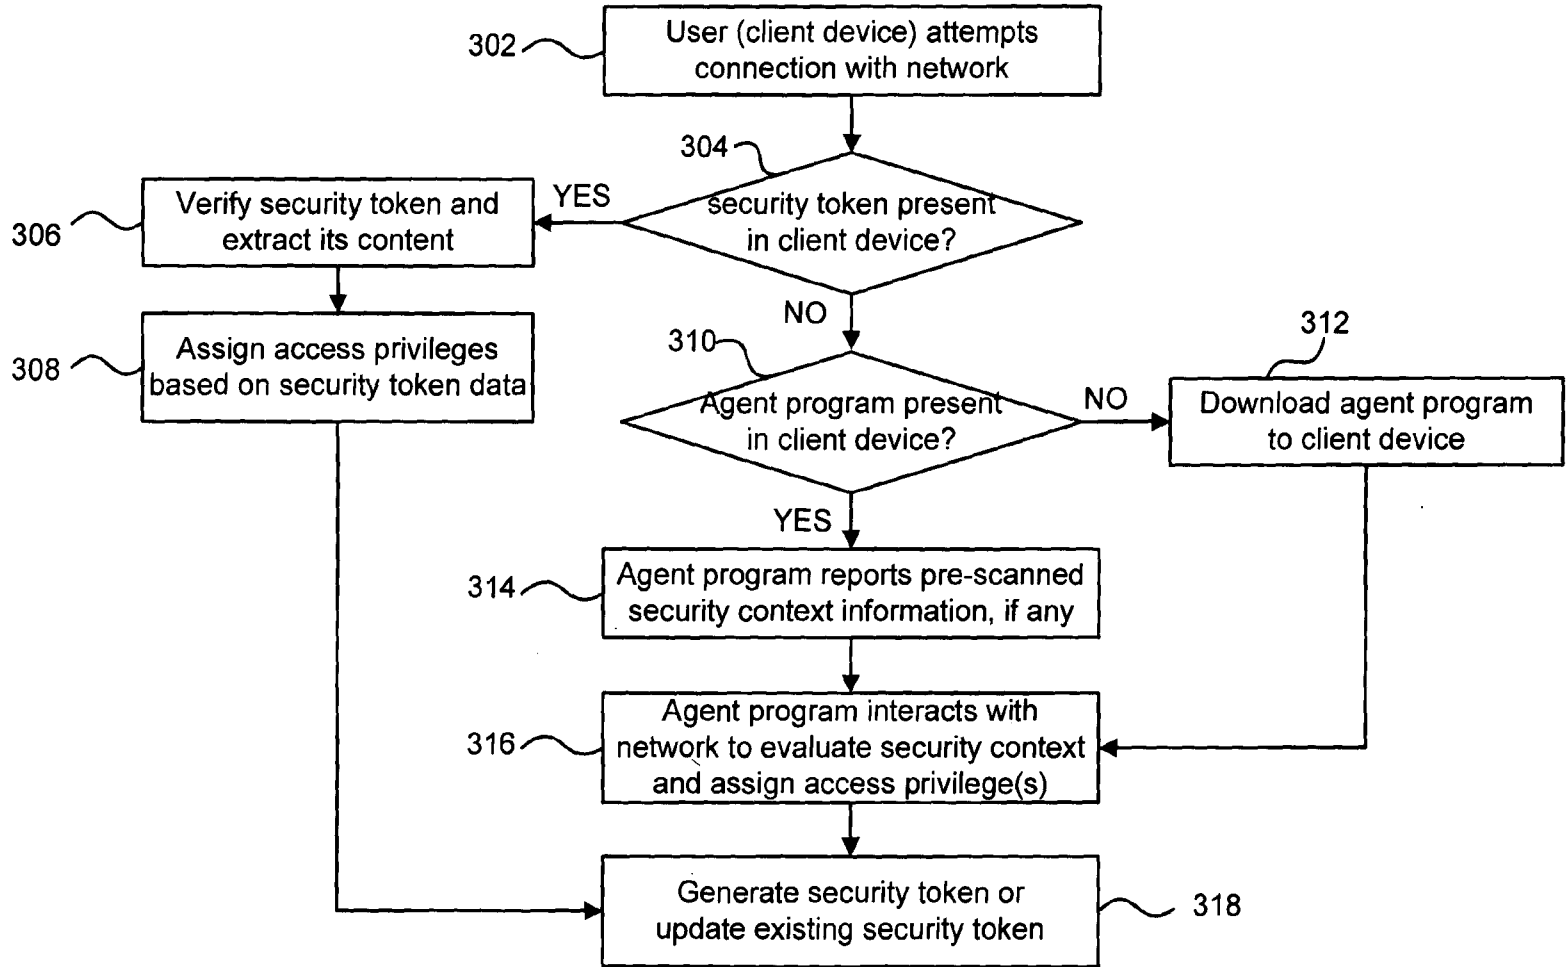 302
User (client device) attempts
connection with network
304
security token present
in client device?
YES
306
Verify security token and
extract its content
308
Assign access privileges
based on security token data
NO
310
Agent program present
in client device?
NO
312
Download agent program
to client device
YES
314
Agent program reports pre-scanned
security context information, if any
316
Agent program interacts with
network to evaluate security context
and assign access privilege(s)
Generate security token or
update existing security token
318